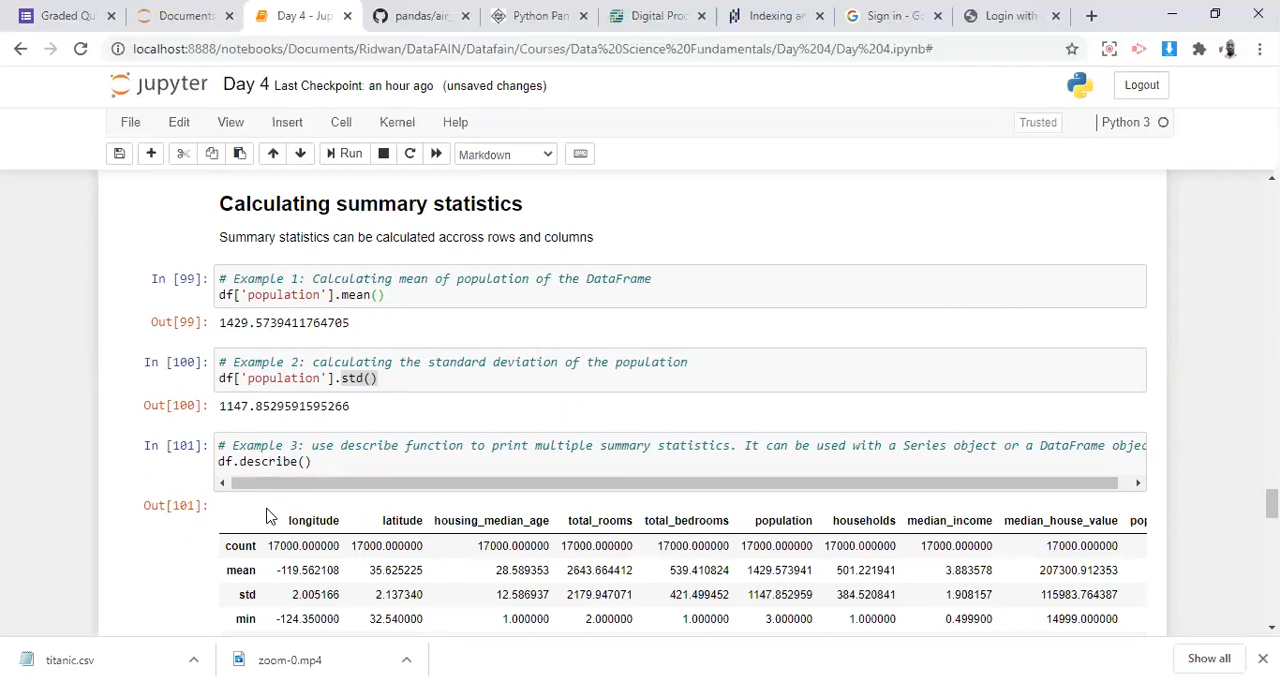 Graded Qu
Documents
Day 4 - Jup
pandas/air_
Python Pan
Digital Pros
Indexing an
Sign in - Go
Login with
localhost:8888/notebooks/Documents/Ridwan/DataFAIN/Datafain/Courses/Data%20Science%20Fundamentals/Day%204/Day%204.ipynb#
jupyter Day 4 Last Checkpoint: an hour ago (unsaved changes)
Logout
File Edit View Insert Cell Kernel Help
Trusted
Python 3
Run
Markdown
Calculating summary statistics
Summary statistics can be calculated accross rows and columns
In [99]: # Example 1: Calculating mean of population of the DataFrame
df['population'].mean()
Out[99]: 1429.5739411764705
In [100]: # Example 2: calculating the standard deviation of the population
df['population'].std()
Out[100]: 1147.8529591595266
In [101]: # Example 3: use describe function to print multiple summary statistics. It can be used with a Series object or a DataFrame objec
df.describe()
Out[101]:
longitude latitude housing_median_age total_rooms total_bedrooms population households median_income median_house_value pop
count 17000.000000 17000.000000 17000.000000 17000.000000 17000.000000 17000.000000 17000.000000 17000.000000 17000.000000
mean -119.562108 35.625225 28.589353 2643.664412 539.410824 1429.573941 501.221941 3.883578 207300.912353
std 2.005166 2.137340 12.586937 2179.947071 421.499452 1147.852959 384.520841 1.908157 115983.764387
min -124.350000 32.540000 1.000000 2.000000 1.000000 3.000000 1.000000 0.499900 14999.000000
titanic.csv
zoom-0.mp4
Show all